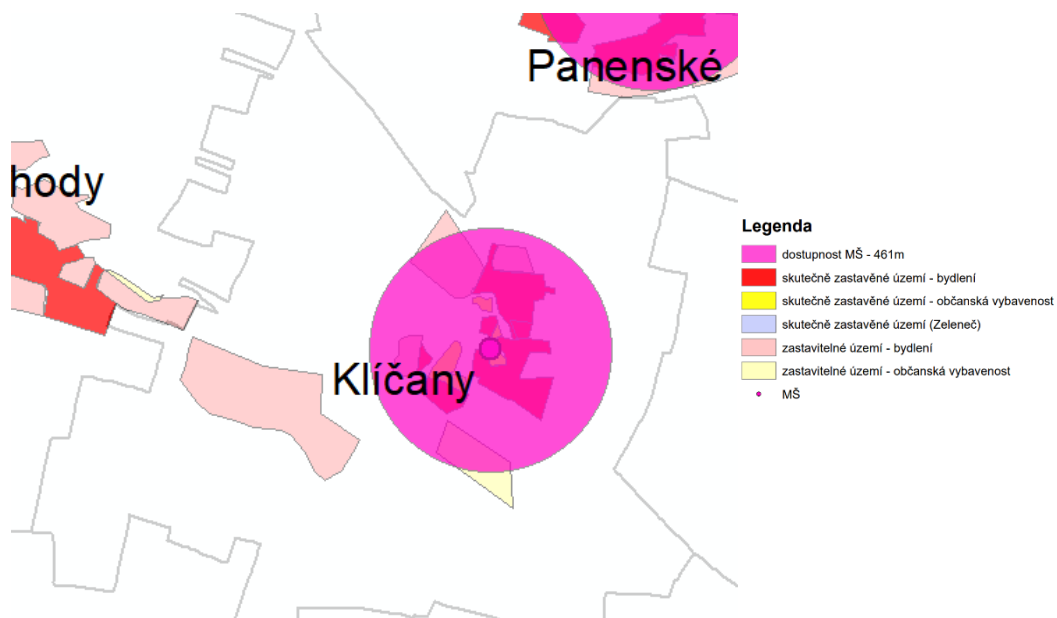 Panenské
hody
Klíčany
Legenda
dostupnost MŠ - 461m
skutečně zastavěné území - bydlení
skutečně zastavěné území - občanská vybavenost
skutečně zastavěné území (Zeleneč)
zastavitelné území - bydlení
zastavitelné území - občanská vybavenost
MŠ